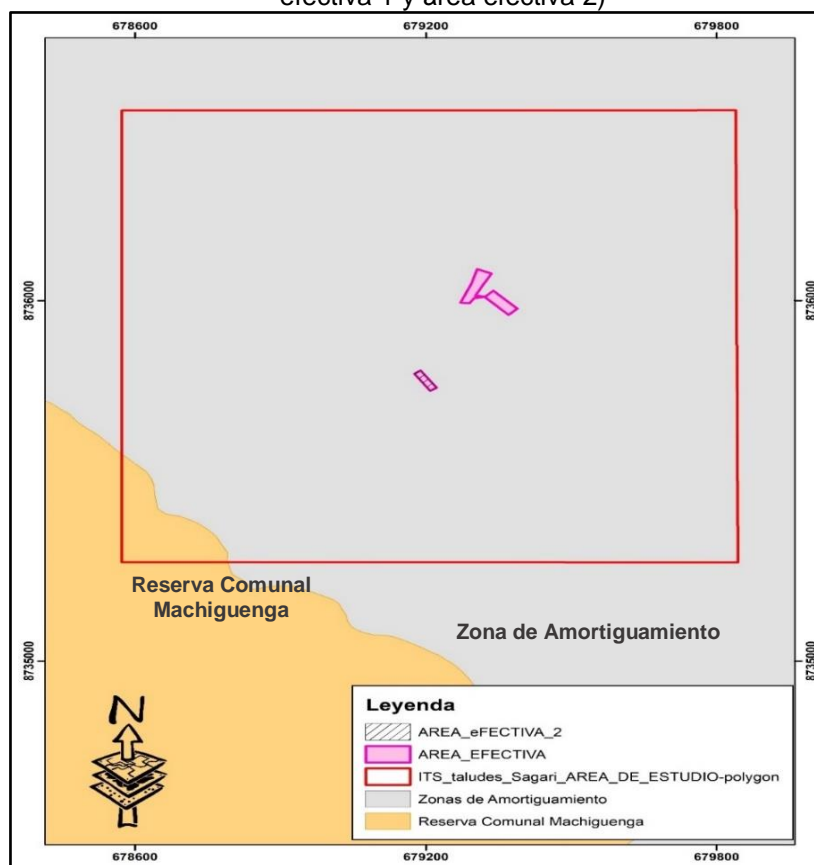 efectiva 1 y área efectiva 2)
678600 679200 679800
8736000 8736000
Reserva Comunal
Machiguenga
Zona de Amortiguamiento
8735000 8735000
Leyenda
AREA_eFECTIVA_2
AREA_EFECTIVA
ITS_taludes_Sagari_AREA_DE_ESTUDIO-polygon
Zonas de Amortiguamiento
Reserva Comunal Machiguenga
N
678600 679200 679800